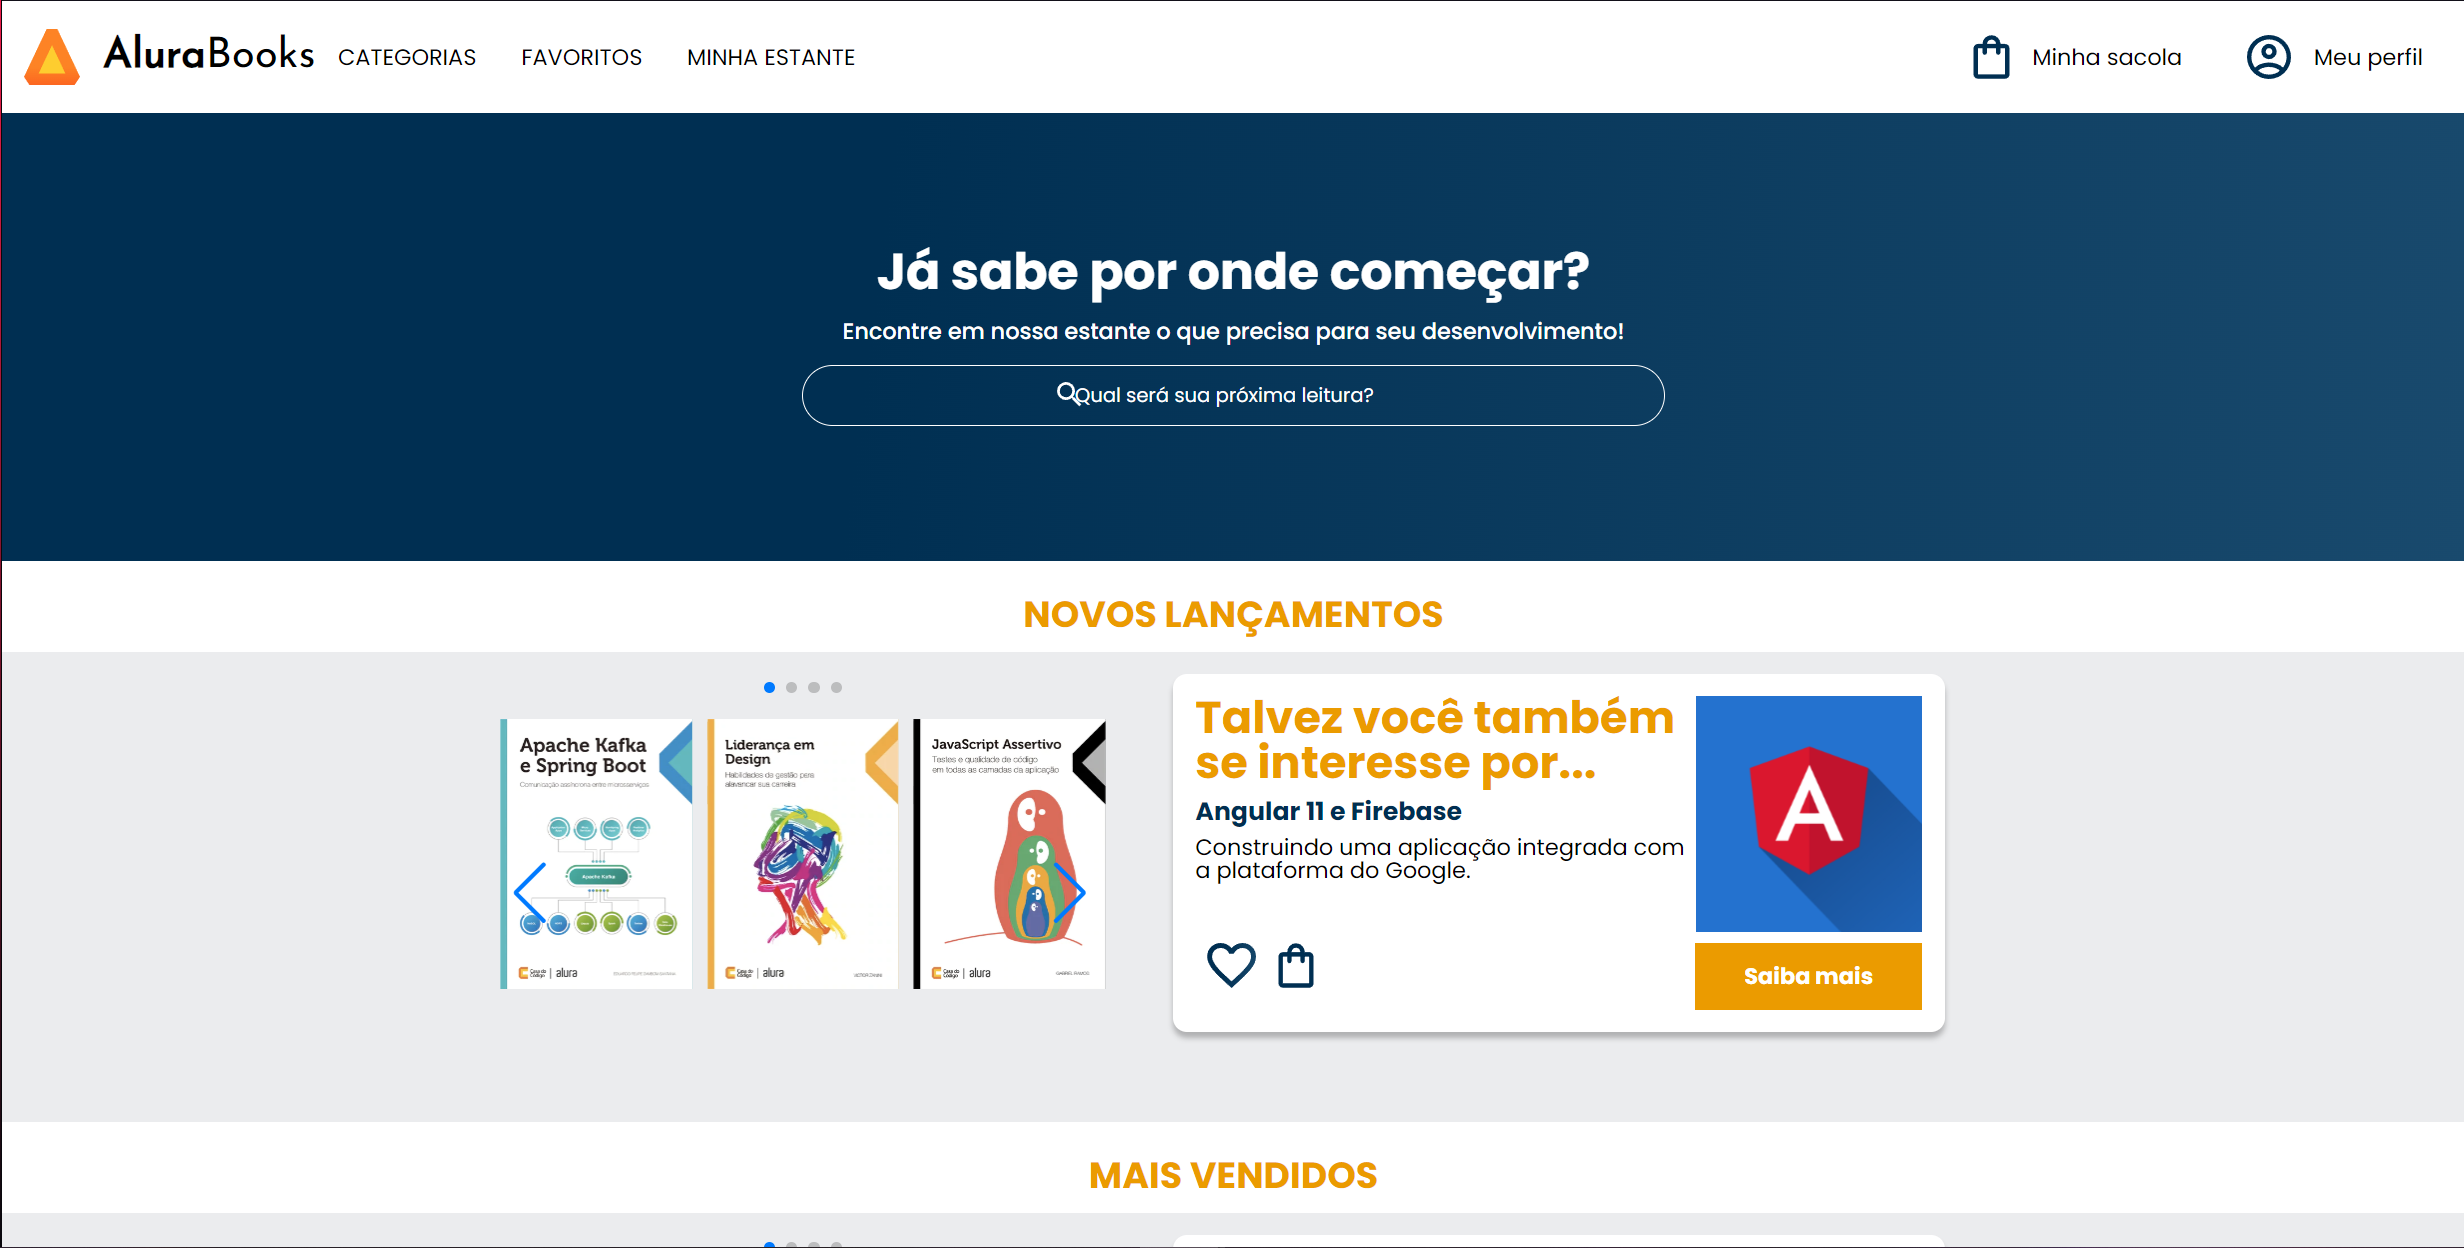 AluraBooks
CATEGORIAS
FAVORITOS
MINHA ESTANTE
Minha sacola
Meu perfil
Já sabe por onde começar?
Encontre em nossa estante o que precisa para seu desenvolvimento!
Qual será sua próxima leitura?
NOVOS LANÇAMENTOS
Apache Kafka
e Spring Boot
Comunicação assíncrona entre microsserviços
Apache Kafka
Casa do
Código
alura
Liderança em
Design
Habilidades de gestão para
alavancar sua carreira
Casa do
Código
alura
JavaScript Assertivo
Testes e qualidade de código
em todas as camadas da aplicação
Casa do
Código
alura
GABRIEL RAMOS
Talvez você também
se interesse por...
Angular 11 e Firebase
Construindo uma aplicação integrada com
a plataforma do Google.
A
Saiba mais
MAIS VENDIDOS